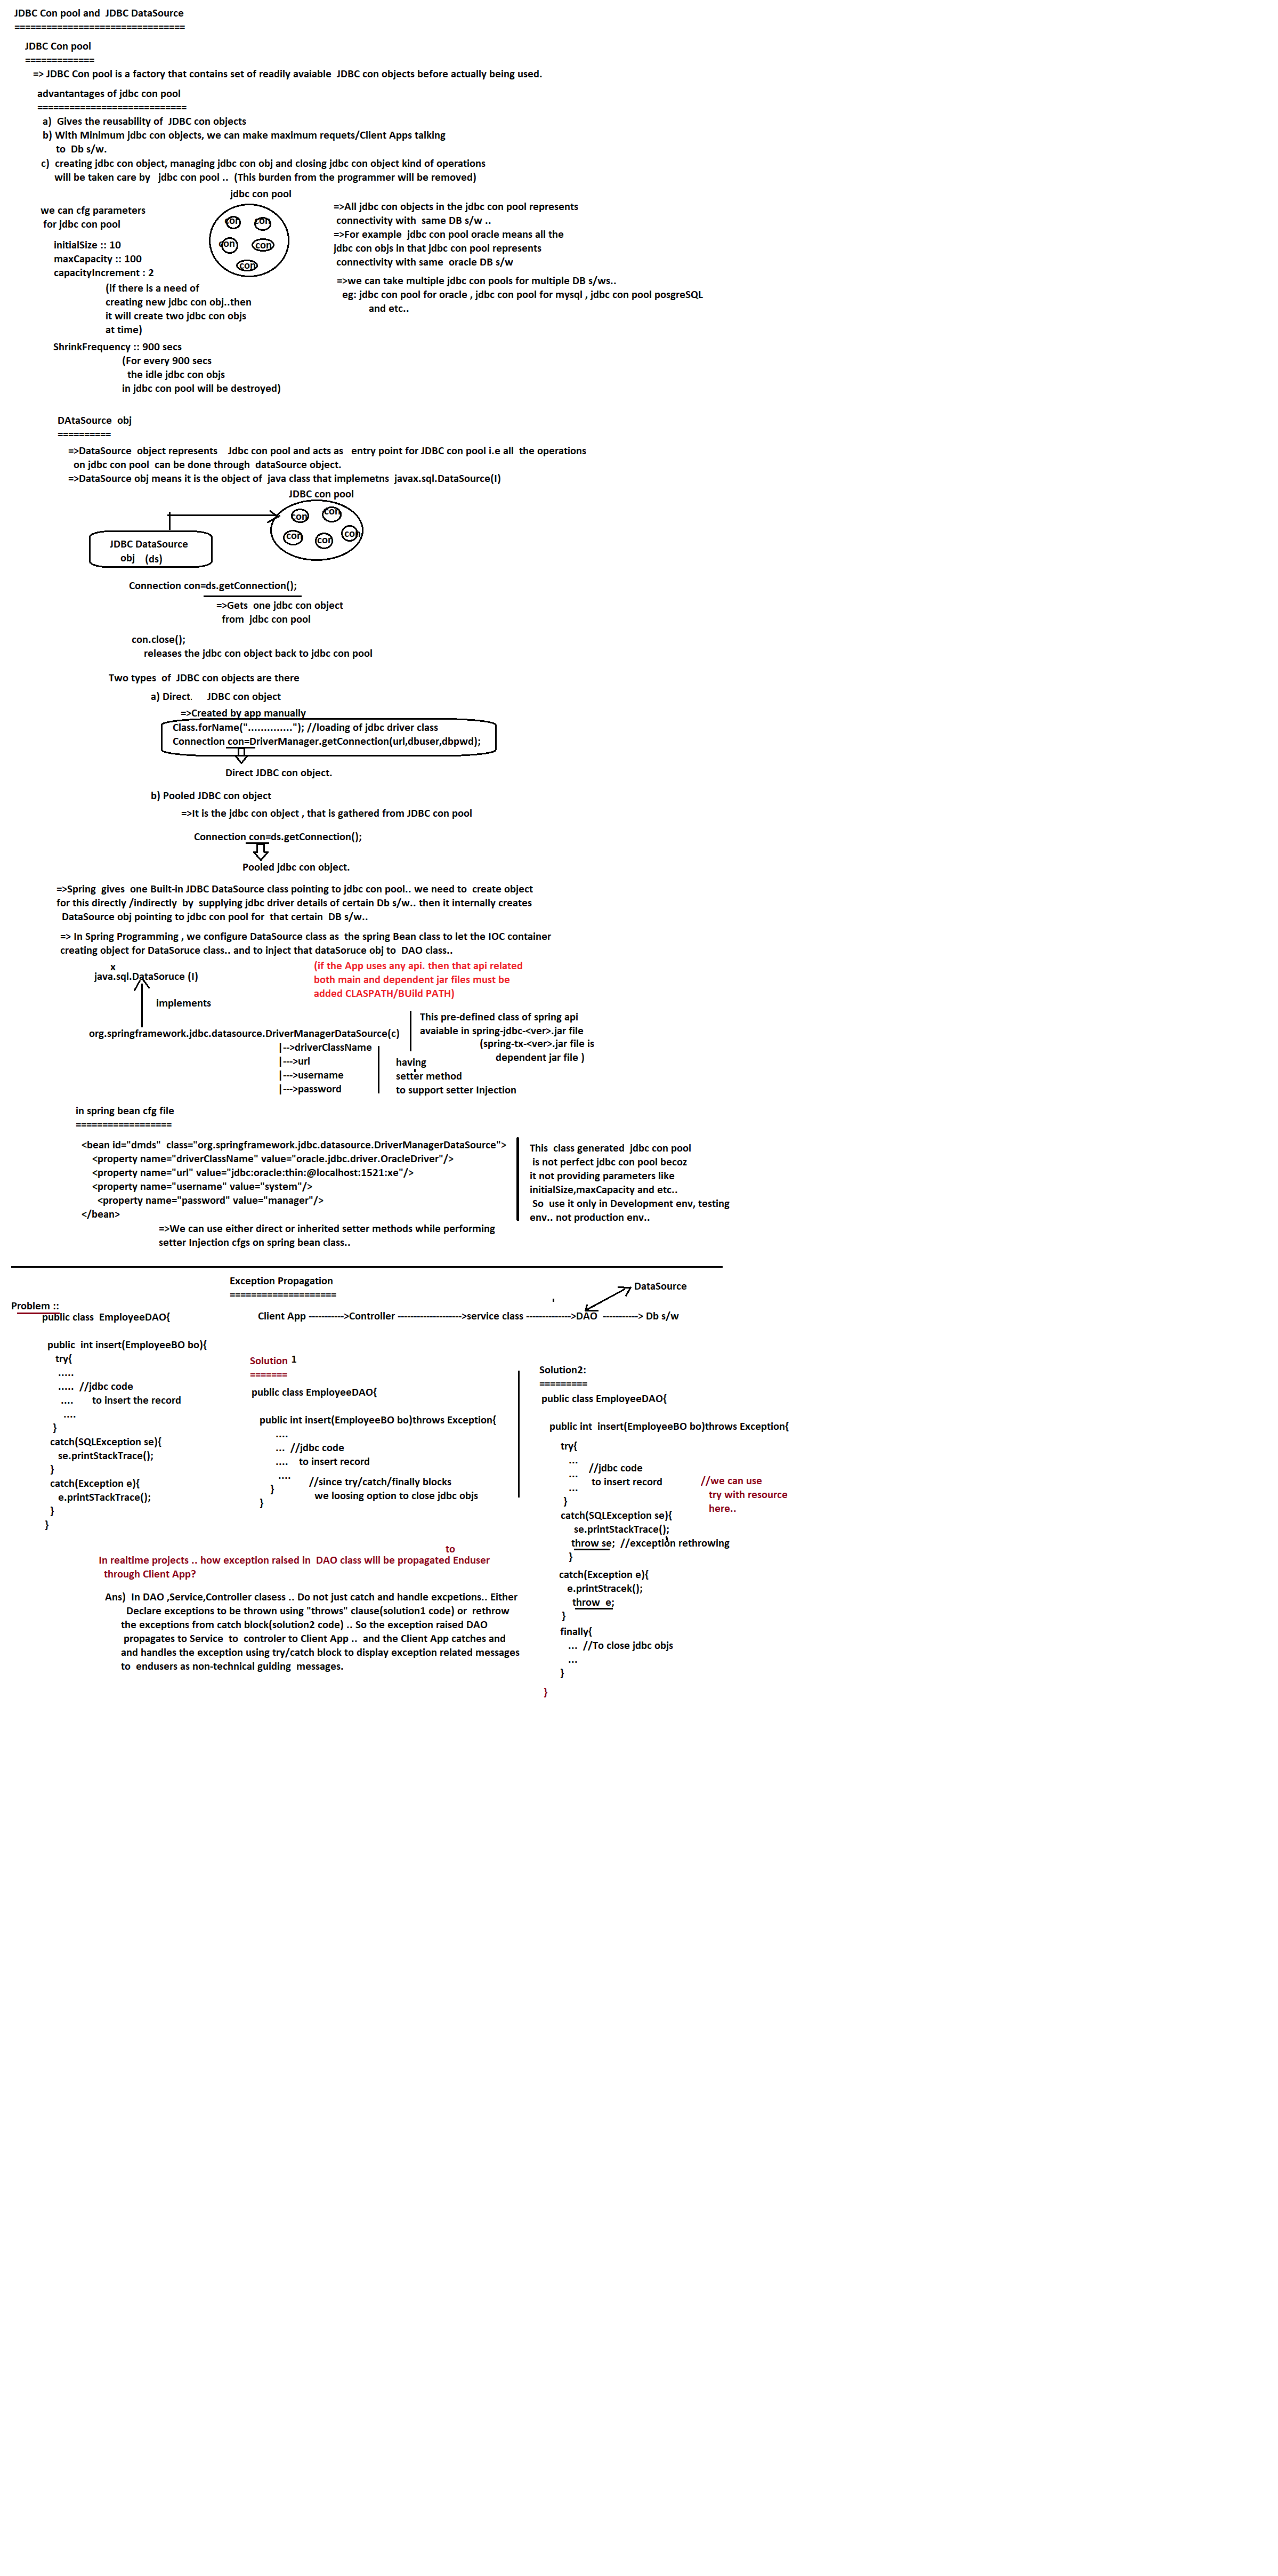 JDBC Con pool and  JDBC DataSource
================================
JDBC Con pool
=============
=> JDBC Con pool is a factory that contains set of readily avaiable  JDBC con objects before actually being used.
advantantages of jdbc con pool
============================
a)  Gives the reusability of  JDBC con objects
b) With Minimum jdbc con objects, we can make maximum requets/Client Apps talking
to  Db s/w.
c)  creating jdbc con object, managing jdbc con obj and closing jdbc con object kind of operations
will be taken care by   jdbc con pool ..  (This burden from the programmer will be removed)
jdbc con pool
con con
con con
con
we can cfg parameters
for jdbc con pool
initialSize :: 10
maxCapacity :: 100
capacityIncrement : 2
(if there is a need of
creating new jdbc con obj..then
it will create two jdbc con objs
at time)
ShrinkFrequency :: 900 secs
(For every 900 secs
the idle jdbc con objs
in jdbc con pool will be destroyed)
=>All jdbc con objects in the jdbc con pool represents
connectivity with  same DB s/w ..
=>For example  jdbc con pool oracle means all the
jdbc con objs in that jdbc con pool represents
connectivity with same  oracle DB s/w
=>we can take multiple jdbc con pools for multiple DB s/ws..
eg: jdbc con pool for oracle , jdbc con pool for mysql , jdbc con pool posgreSQL
and etc..
DAtaSource  obj
==========
=>DataSource  object represents    Jdbc con pool and acts as   entry point for JDBC con pool i.e all  the operations
on jdbc con pool  can be done through  dataSource object.
=>DataSource obj means it is the object of  java class that implemetns  javax.sql.DataSource(I)
JDBC con pool
con con
con con con
JDBC DataSource
obj   (ds)
Connection con=ds.getConnection();
=>Gets  one jdbc con object
from  jdbc con pool
con.close();
releases the jdbc con object back to jdbc con pool
Two types  of  JDBC con objects are there
a) Direct.     JDBC con object
=>Created by app manually
Class.forName("..............."); //loading of jdbc driver class
Connection con=DriverManager.getConnection(url,dbuser,dbpwd);
Direct JDBC con object.
b) Pooled JDBC con object
=>It is the jdbc con object , that is gathered from JDBC con pool
Connection con=ds.getConnection();
Pooled jdbc con object.
=>Spring  gives  one Built-in JDBC DataSource class pointing to jdbc con pool.. we need to  create object
for this directly /indirectly  by  supplying jdbc driver details of certain Db s/w.. then it internally creates
DataSource obj pointing to jdbc con pool for  that certain  DB s/w..
=> In Spring Programming , we configure DataSource class as  the spring Bean class to let the IOC container
creating object for DataSoruce class.. and to inject that dataSoruce obj to  DAO class..
x
java.sql.DataSoruce (I)
implements
(if the App uses any api. then that api related
both main and dependent jar files must be
added CLASPATH/BUild PATH)
org.springframework.jdbc.datasource.DriverManagerDataSource(c)
|-->driverClassName
|--->url
|--->username
|--->password
This pre-defined class of spring api
avaiable in spring-jdbc-<ver>.jar file
(spring-tx-<ver>.jar file is
dependent jar file )
having
setter method
to support setter Injection
in spring bean cfg file
==================
<bean id="dmds"  class="org.springframework.jdbc.datasource.DriverManagerDataSource">
<property name="driverClassName" value="oracle.jdbc.driver.OracleDriver"/>
<property name="url" value="jdbc:oracle:thin:@localhost:1521:xe"/>
<property name="username" value="system"/>
<property name="password" value="manager"/>
</bean>
This  class generated  jdbc con pool
is not perfect jdbc con pool becoz
it not providing parameters like
initialSize,maxCapacity and etc..
So  use it only in Development env, testing
env.. not production env..
=>We can use either direct or inherited setter methods while performing
setter Injection cfgs on spring bean class..
Exception Propagation
====================
DataSource
Client App ----------->Controller -------------------->service class -------------->DAO  -----------> Db s/w
Problem ::
public class  EmployeeDAO{
public  int insert(EmployeeBO bo){
try{
.....
.....  //jdbc code
....       to insert the record
....
}
catch(SQLException se){
se.printStackTrace();
}
catch(Exception e){
e.printSTackTrace();
}
}
Solution 1
=======
public class EmployeeDAO{
public int insert(EmployeeBO bo)throws Exception{
....
...  //jdbc code
....    to insert record
....       //since try/catch/finally blocks
}               we loosing option to close jdbc objs
}
Solution2:
=========
public class EmployeeDAO{
public int  insert(EmployeeBO bo)throws Exception{
try{
...
...    //jdbc code
...     to insert record
}
//we can use
try with resource
here..
catch(SQLException se){
se.printStackTrace();
throw se;  //exception rethrowing
}
catch(Exception e){
e.printStracek();
throw  e;
}
finally{
...  //To close jdbc objs
...
}
}
to
In realtime projects .. how exception raised in  DAO class will be propagated Enduser
through Client App?
Ans)  In DAO ,Service,Controller clasess .. Do not just catch and handle excpetions.. Either
Declare exceptions to be thrown using "throws" clause(solution1 code) or  rethrow
the exceptions from catch block(solution2 code) .. So the exception raised DAO
propagates to Service  to  controler to Client App ..  and the Client App catches and
and handles the exception using try/catch block to display exception related messages
to  endusers as non-technical guiding  messages.